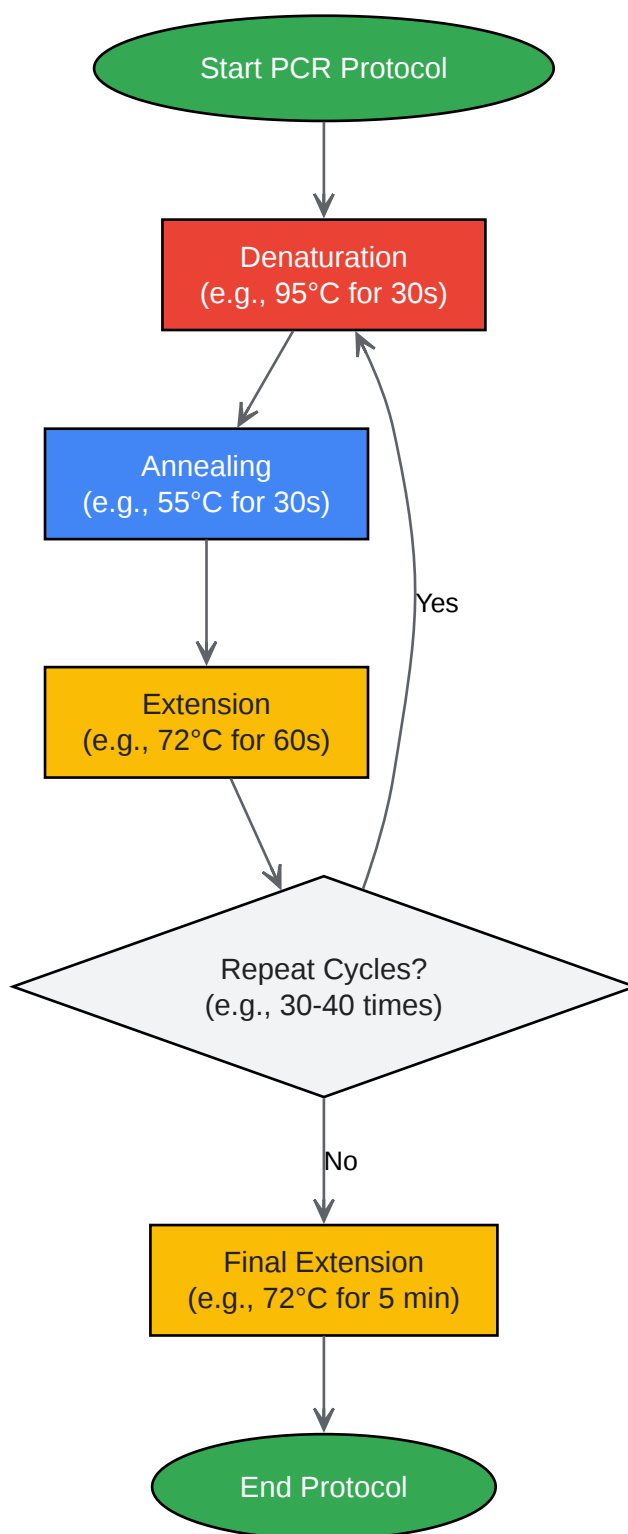 Start PCR Protocol
Denaturation
(e.g., 95°C for 30s)
Annealing
(e.g., 55°C for 30s)
Yes
Extension
(e.g., 72°C for 60s)
Repeat Cycles?
(e.g., 30-40 times)
No
Final Extension
(e.g., 72°C for 5 min)
End Protocol